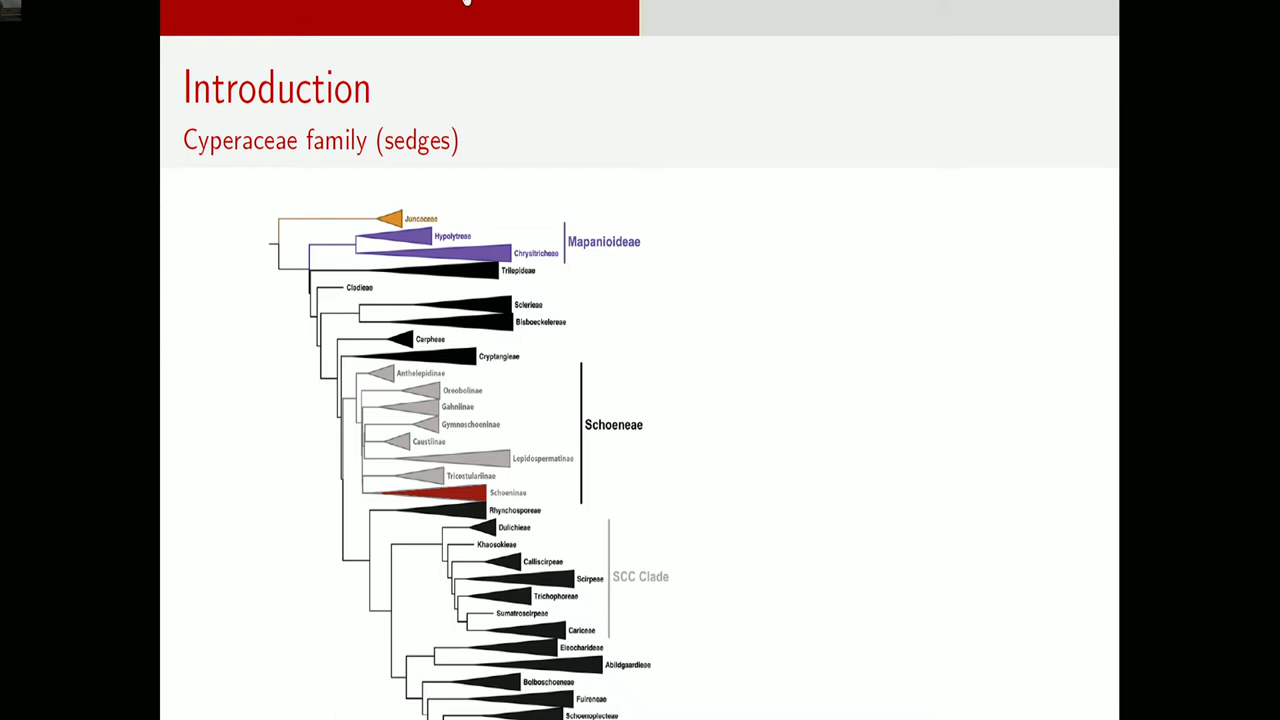 Introduction
Cyperaceae family (sedges)
Juncaceae
Hypolytreae
Mapanioideae
Chrysitricheae
Trilepideae
Cladieae
Sclerieae
Bisboeckelereae
Carpheae
Cryptangieae
Anthelepidinae
Oreobolinae
Gahniinae
Gymnoschoeninae
Schoeneae
Caustiinae
Lepidospermatinae
Tricostulariinae
Schoeninae
Rhynchosporeae
Dulichieae
Khaosokieae
Calliscirpeae
SCC Clade
Scirpeae
Trichophoreae
Sumatroscirpeae
Cariceae
Eleocharideae
Abildgaardieae
Bolboschoeneae
Fuireneae
Schoenoplecteae